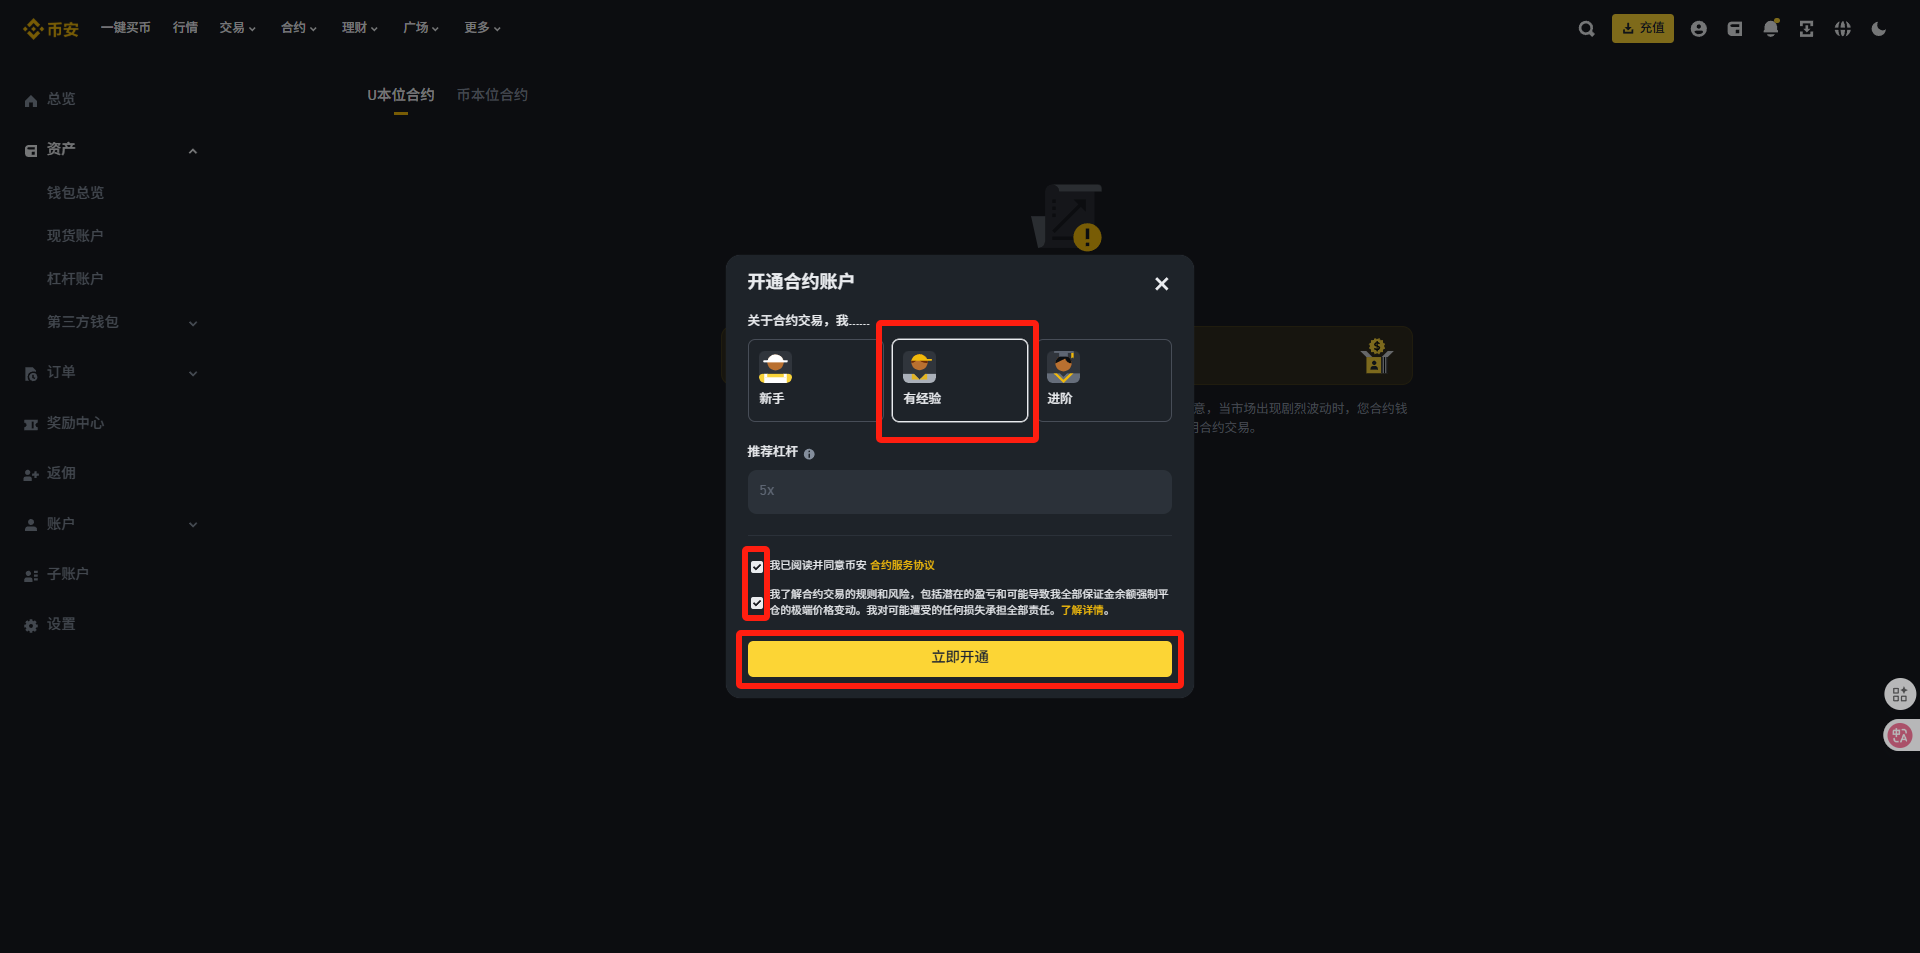 币安
一键买币
行情
交易
合约
理财
广场
更多
充值
总览
资产
钱包总览
现货账户
杠杆账户
第三方钱包
订单
奖励中心
返佣
账户
子账户
设置
U本位合约
币本位合约
开通合约账户
关于合约交易，我......
新手
有经验
进阶
推荐杠杆
5x
我已阅读并同意币安 合约服务协议
我了解合约交易的规则和风险，包括潜在的盈亏和可能导致我全部保证金余额强制平
仓的极端价格变动。我对可能遭受的任何损失承担全部责任。了解详情。
立即开通
意，当市场出现剧烈波动时，您合约钱
合约交易。